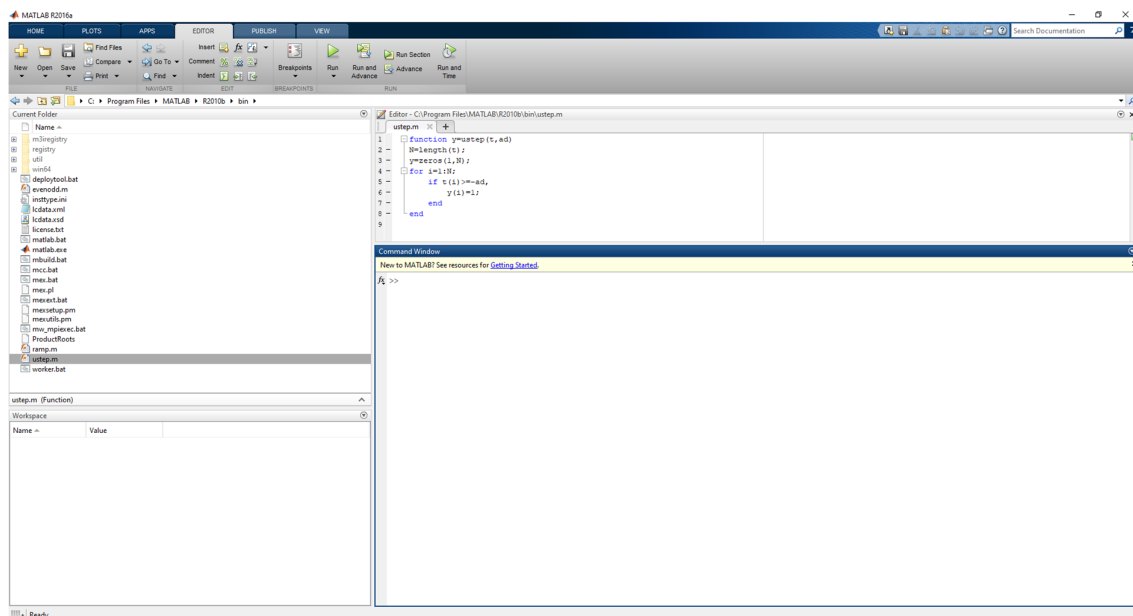 MATLAB R2016a
HOME PLOTS APPS EDITOR PUBLISH VIEW
Search Documentation
New Open Save
Find Files
Compare
Print
Go To
Find
Insert
Comment
Indent
Breakpoints
Run
Run and Advance
Run Section
Advance
Run and Time
FILE NAVIGATE EDIT BREAKPOINTS RUN
C: Program Files MATLAB R2010b bin
Current Folder
Name
m3iregistry
registry
util
win64
deploytool.bat
evenodd.m
insttype.ini
lcdata.xml
lcdata.xsd
license.txt
matlab.bat
matlab.exe
mbuild.bat
mcc.bat
mex.bat
mex.pl
mexext.bat
mexsetup.pm
mexutils.pm
mw_mpiexec.bat
ProductRoots
ramp.m
ustep.m
worker.bat
ustep.m (Function)
Workspace
Name Value
Editor - C:\Program Files\MATLAB\R2010b\bin\ustep.m
ustep.m
1 function y=ustep(t,ad)
2 - N=length(t);
3 - y=zeros(1,N);
4 - for i=1:N;
5 - if t(i)>=-ad,
6 - y(i)=1;
7 - end
8 - end
9
Command Window
New to MATLAB? See resources for Getting Started.
fx >>
Ready